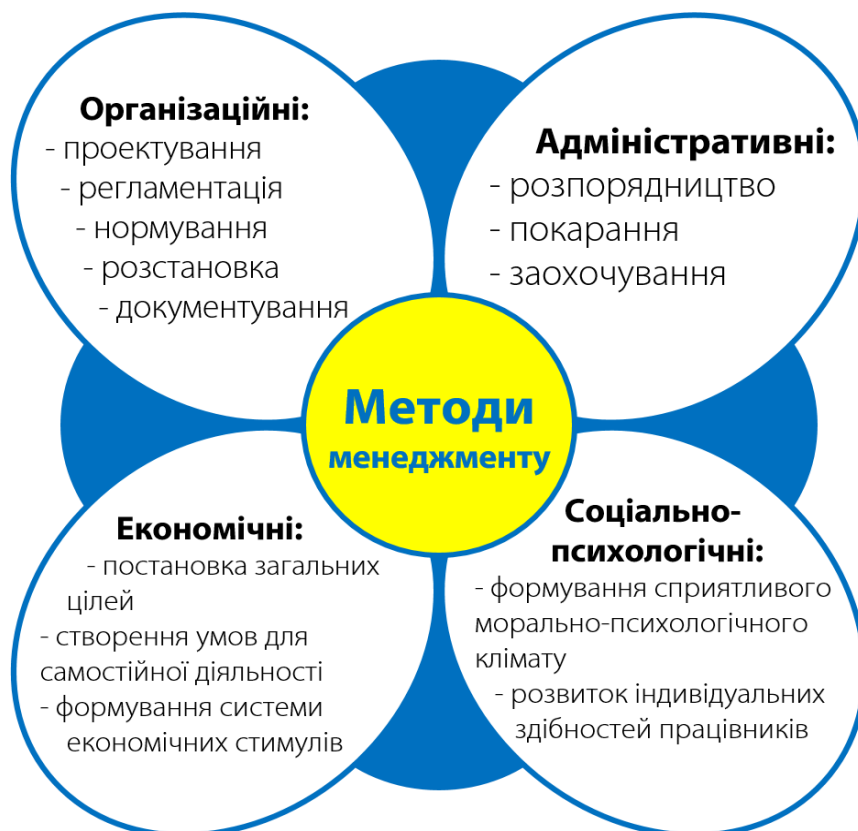 Організаційні:
- проектування
- регламентація
- нормування
- розстановка
- документування
Адміністративні:
- розпорядництво
- покарання
- заохочування
Методи
менеджменту
Економічні:
- постановка загальних
цілей
- створення умов для
самостійної діяльності
- формування системи
економічних стимулів
Соціально-
психологічні:
- формування сприятливого
морально-психологічного
клімату
- розвиток індивідуальних
здібностей працівників